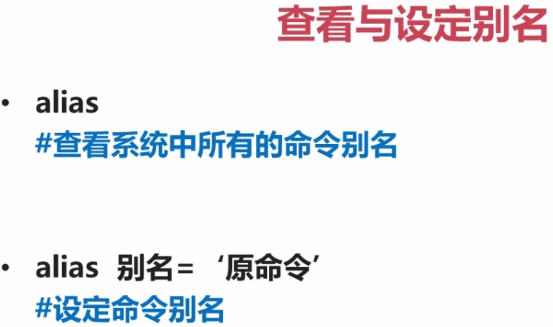 查看与设定别名
• alias
#查看系统中所有的命令别名
• alias 别名= ‘原命令’
#设定命令别名